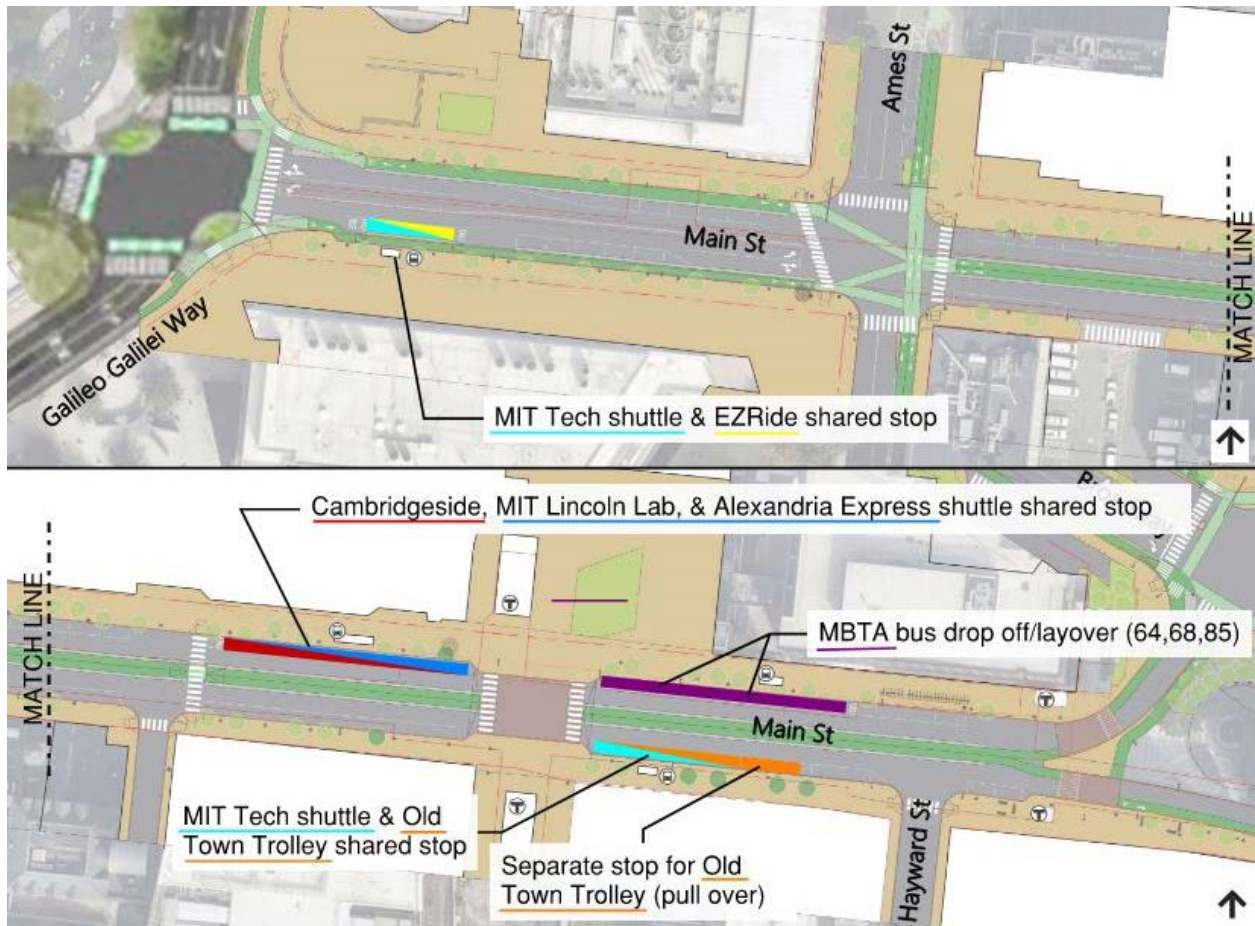 Ames St
Main St
MATCH LINE
Galileo Galilei Way
MIT Tech shuttle & EZRide shared stop
Cambridgeside, MIT Lincoln Lab, & Alexandria Express shuttle shared stop
MATCH LINE
T
MBTA bus drop off/layover (64,68,85)
T
Main St
MIT Tech shuttle & Old
Town Trolley shared stop
T
Separate stop for Old
Town Trolley (pull over)
Hayward St
T